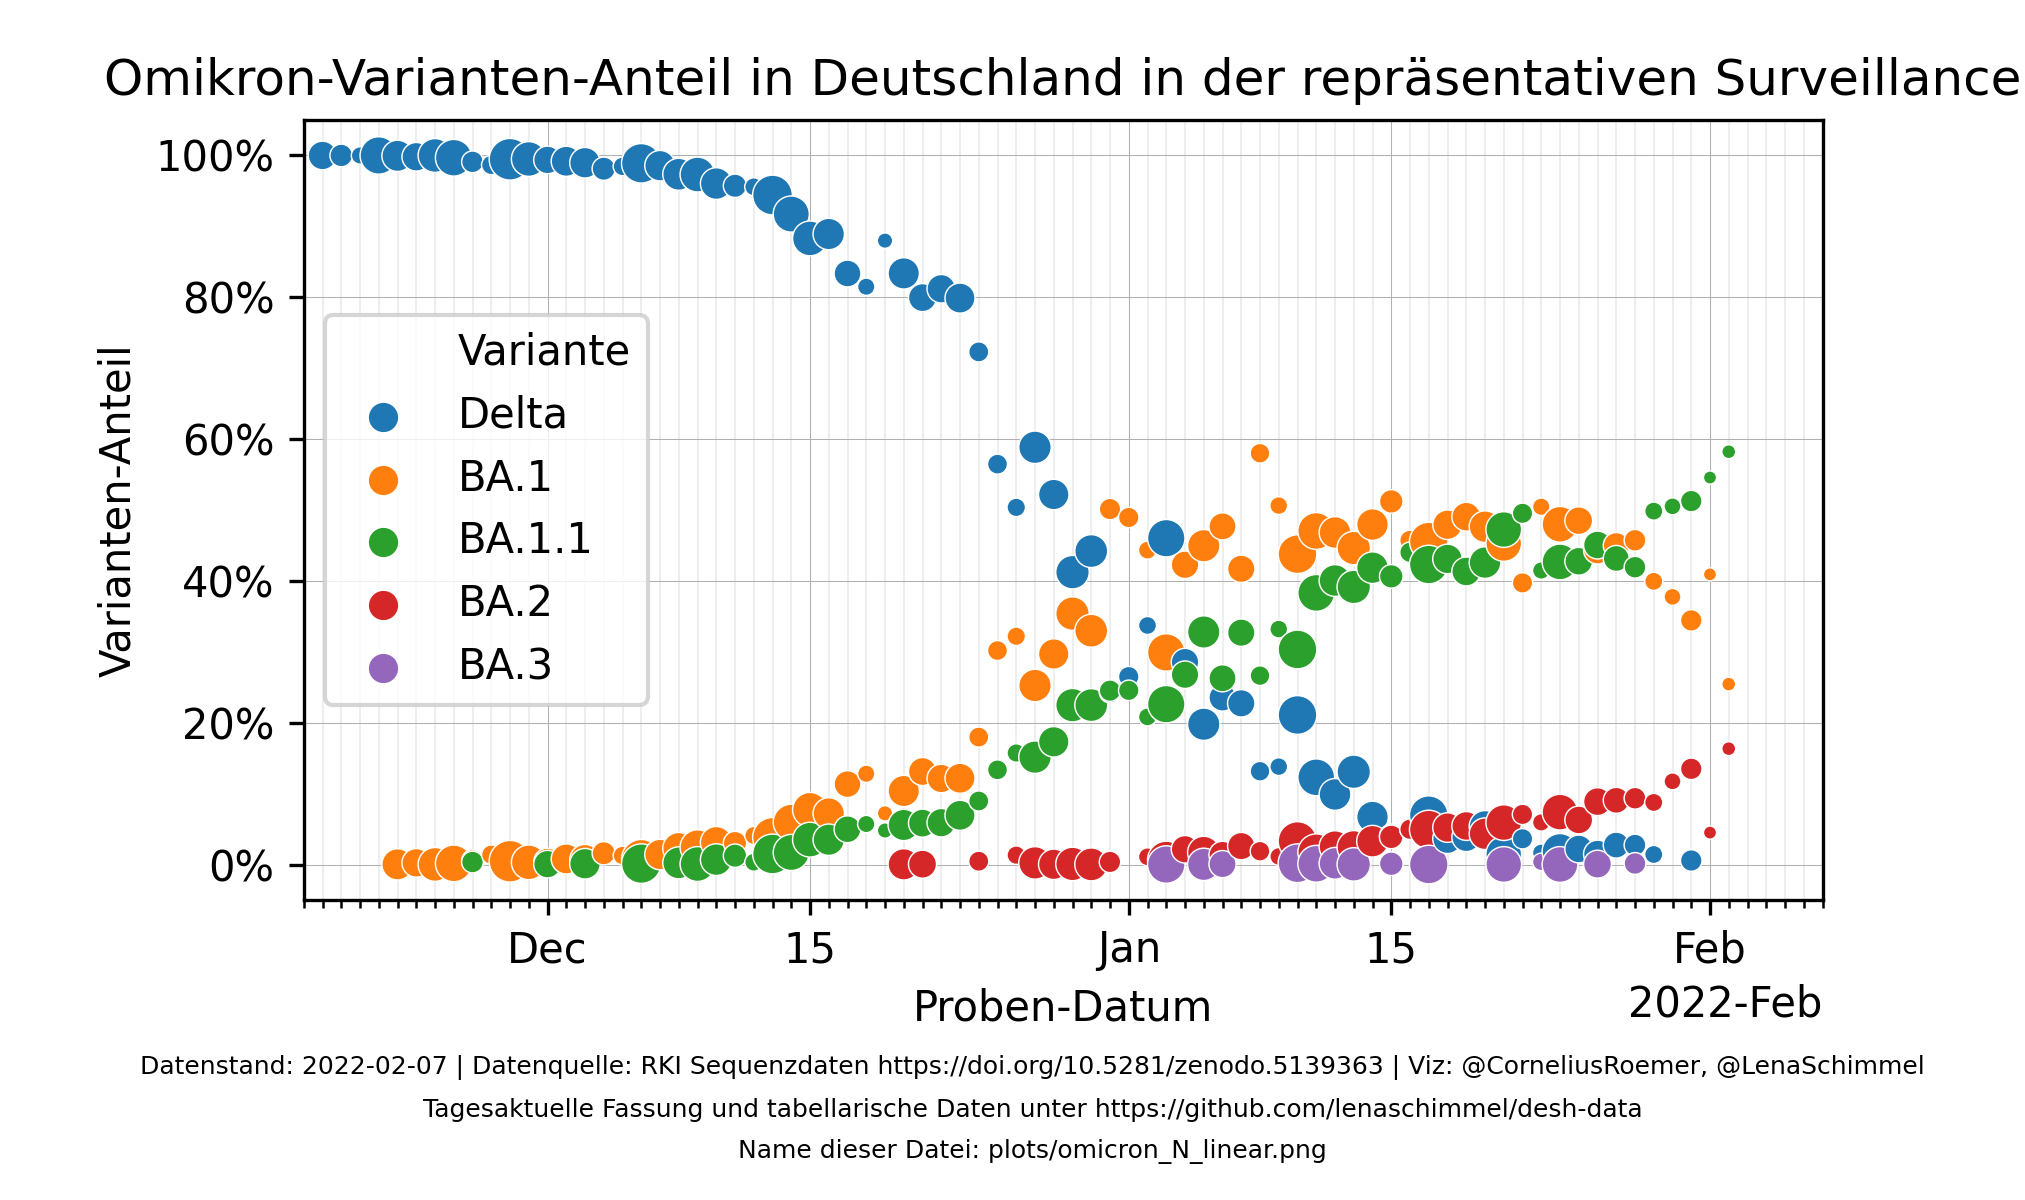 Omikron-Varianten-Anteil in Deutschland in der repräsentativen Surveillance
100%
80%
60%
40%
20%
0%
Varianten-Anteil
Variante
Delta
BA.1
BA.1.1
BA.2
BA.3
Dec
15
Jan
15
Feb
2022-Feb
Proben-Datum
Datenstand: 2022-02-07 | Datenquelle: RKI Sequenzdaten https://doi.org/10.5281/zenodo.5139363 | Viz: @CorneliusRoemer, @LenaSchimmel
Tagesaktuelle Fassung und tabellarische Daten unter https://github.com/lenaschimmel/desh-data
Name dieser Datei: plots/omicron_N_linear.png